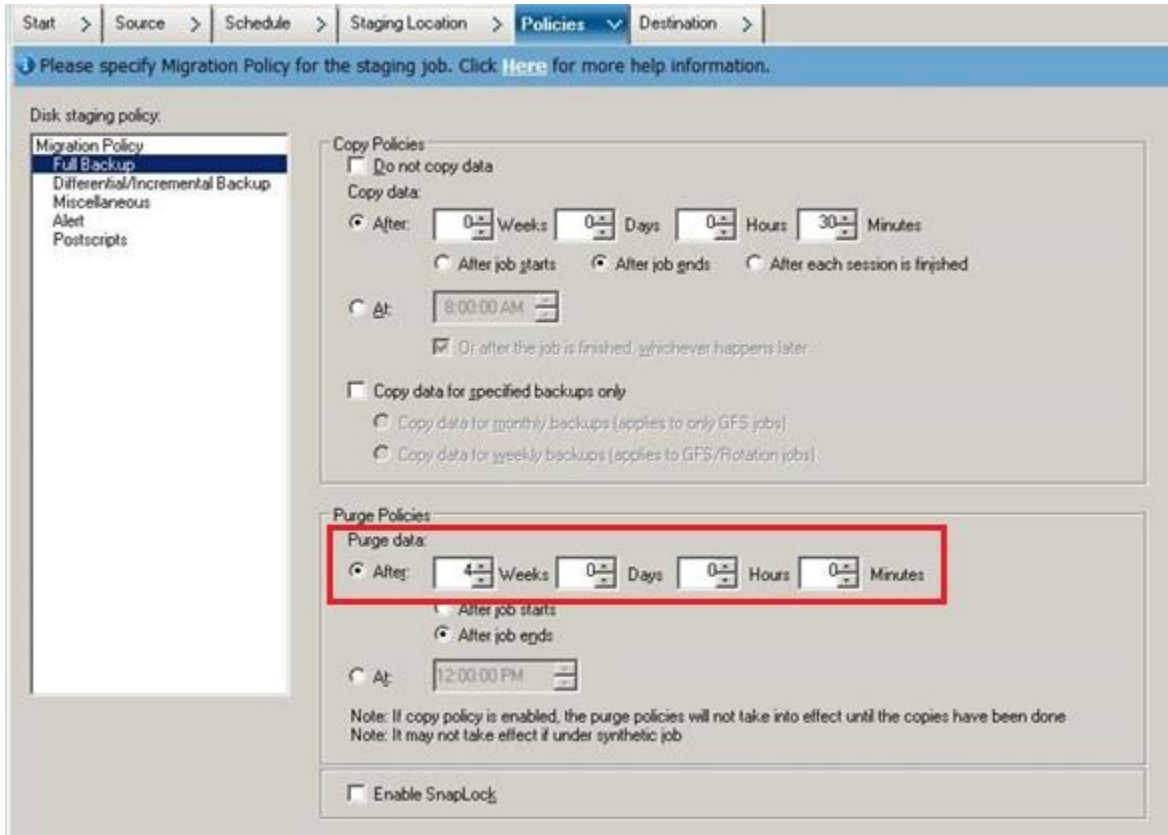 Start > Source > Schedule > Staging Location > Policies Destination >
Please specify Migration Policy for the staging job. Click Here for more help information.
Disk staging policy:
Migration Policy
Full Backup
Differential/Incremental Backup
Miscellaneous
Alert
Postscripts
Copy Policies
Do not copy data
Copy data:
After: 0 Weeks 0 Days 0 Hours 30 Minutes
After job starts After job ends After each session is finished
At: 8:00:00 AM
Or after the job is finished, whichever happens later
Copy data for specified backups only
Copy data for monthly backups (applies to only GFS jobs)
Copy data for weekly backups (applies to GFS/Rotation jobs)
Purge Policies
Purge data:
After: 4 Weeks 0 Days 0 Hours 0 Minutes
After job starts
After job ends
At: 12:00:00 PM
Note: If copy policy is enabled, the purge policies will not take into effect until the copies have been done
Note: It may not take effect if under synthetic job
Enable SnapLock